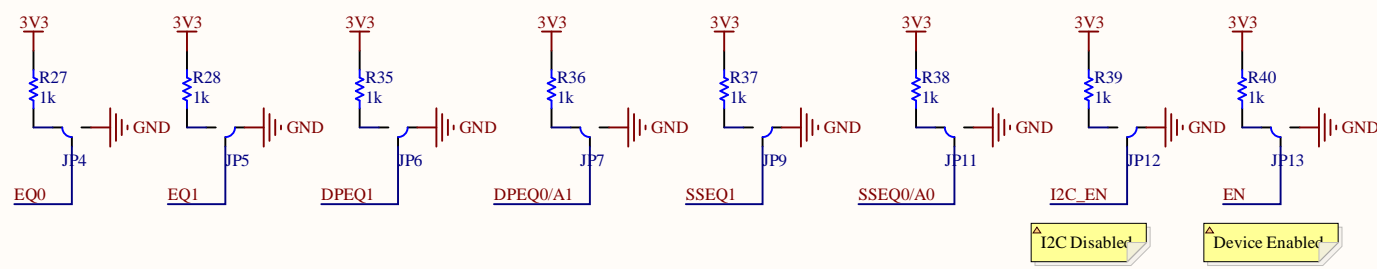 3V3 3V3 3V3 3V3 3V3 3V3 3V3 3V3
R27 R28 R35 R36 R37 R38 R39 R40
1k 1k 1k 1k 1k 1k 1k 1k
GND GND GND GND GND GND GND GND
JP4 JP5 JP6 JP7 JP9 JP11 JP12 JP13
EQ0 EQ1 DPEQ1 DPEQ0/A1 SSEQ1 SSEQ0/A0 I2C_EN EN
I2C Disabled Device Enabled